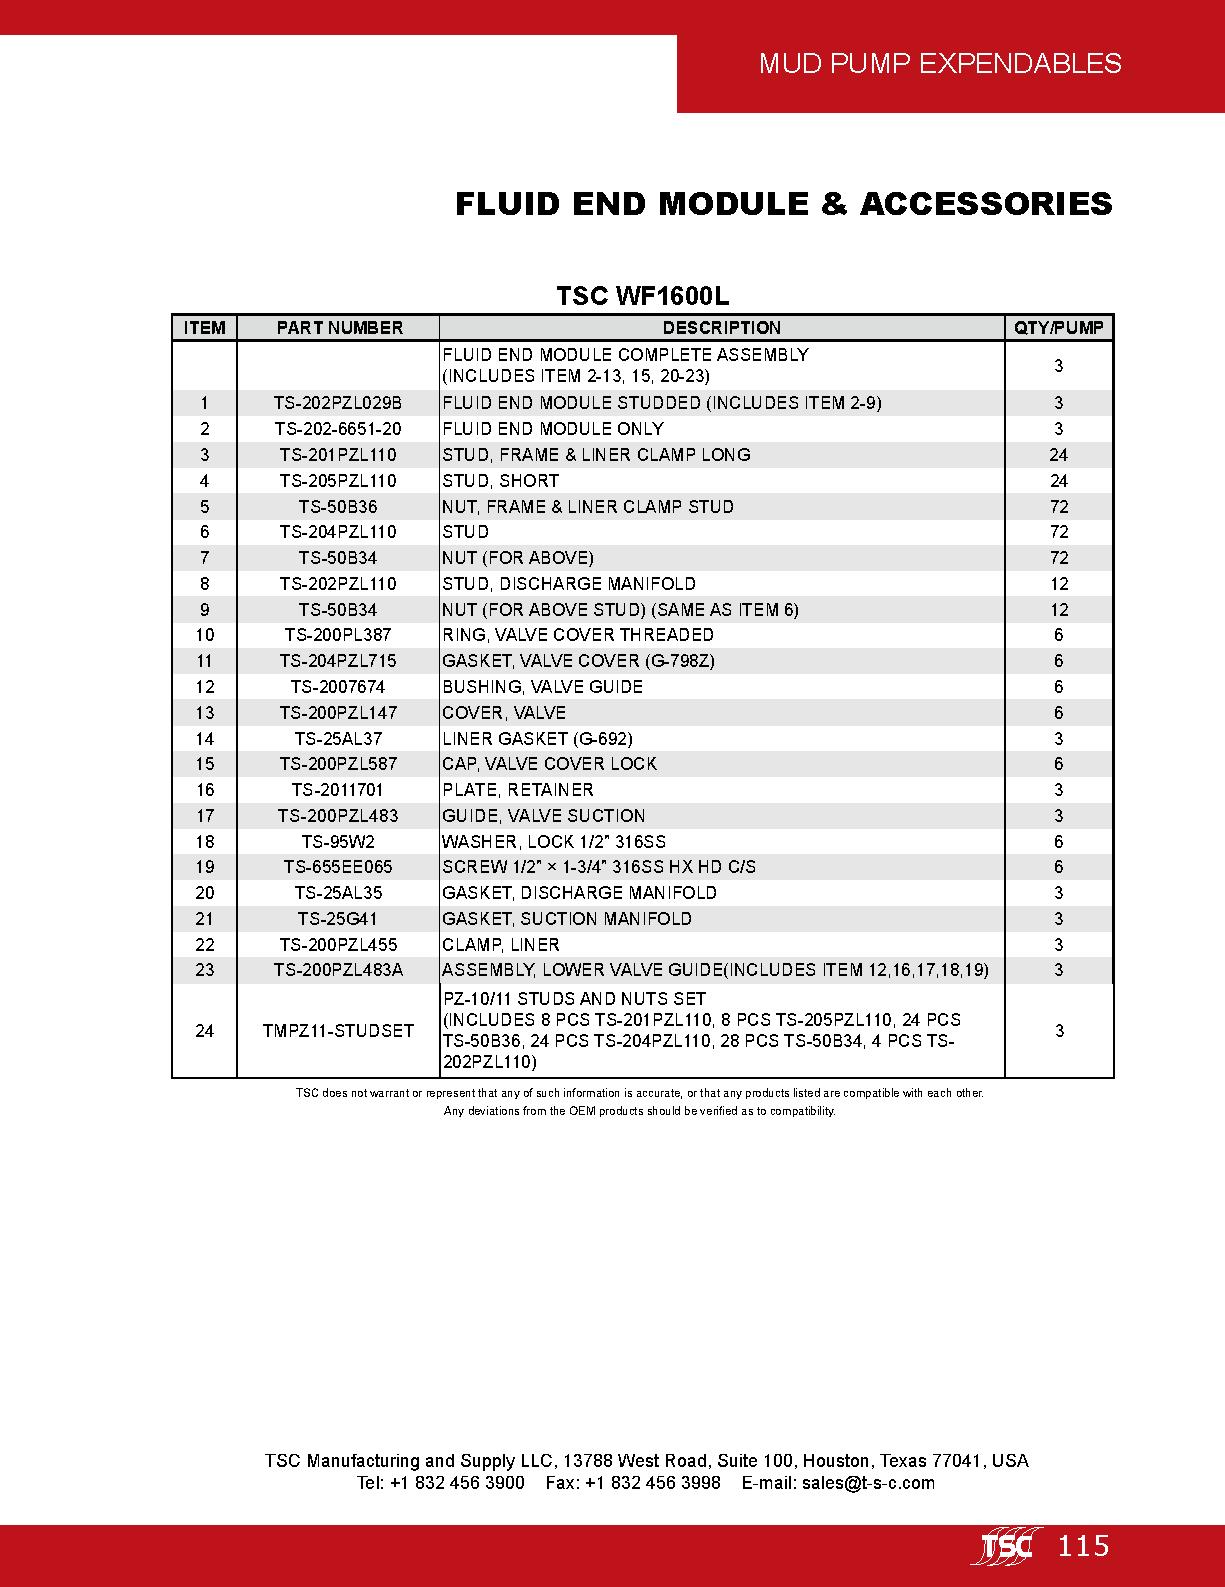 MUD PUMP EXPENDABLES
FLUID END MODULE & ACCESSORIES
TSC WF1600L
ITEM PART NUMBER DESCRIPTION QTY/PUMP
FLUID END MODULE COMPLETE ASSEMBLY
(INCLUDES ITEM 2-13, 15, 20-23) 3
1 TS-202PZL029B FLUID END MODULE STUDDED (INCLUDES ITEM 2-9) 3
2 TS-202-6651-20 FLUID END MODULE ONLY 3
3 TS-201PZL110 STUD, FRAME & LINER CLAMP LONG 24
4 TS-205PZL110 STUD, SHORT 24
5 TS-50B36 NUT, FRAME & LINER CLAMP STUD 72
6 TS-204PZL110 STUD 72
7 TS-50B34 NUT (FOR ABOVE) 72
8 TS-202PZL110 STUD, DISCHARGE MANIFOLD 12
9 TS-50B34 NUT (FOR ABOVE STUD) (SAME AS ITEM 6) 12
10 TS-200PL387 RING, VALVE COVER THREADED 6
11 TS-204PZL715 GASKET, VALVE COVER (G-798Z) 6
12 TS-2007674 BUSHING, VALVE GUIDE 6
13 TS-200PZL147 COVER, VALVE 6
14 TS-25AL37 LINER GASKET (G-692) 3
15 TS-200PZL587 CAP, VALVE COVER LOCK 6
16 TS-2011701 PLATE, RETAINER 3
17 TS-200PZL483 GUIDE, VALVE SUCTION 3
18 TS-95W2 WASHER, LOCK 1/2" 316SS 6
19 TS-655EE065 SCREW 1/2" × 1-3/4" 316SS HX HD C/S 6
20 TS-25AL35 GASKET, DISCHARGE MANIFOLD 3
21 TS-25G41 GASKET, SUCTION MANIFOLD 3
22 TS-200PZL455 CLAMP, LINER 3
23 TS-200PZL483A ASSEMBLY, LOWER VALVE GUIDE(INCLUDES ITEM 12,16,17,18,19) 3
PZ-10/11 STUDS AND NUTS SET
(INCLUDES 8 PCS TS-201PZL110, 8 PCS TS-205PZL110, 24 PCS
24 TMPZ11-STUDSET TS-50B36, 24 PCS TS-204PZL110, 28 PCS TS-50B34, 4 PCS TS- 3
202PZL110)
TSC does not warrant or represent that any of such information is accurate, or that any products listed are compatible with each other.
Any deviations from the OEM products should be verified as to compatibility.
TSC Manufacturing and Supply LLC, 13788 West Road, Suite 100, Houston, Texas 77041, USA
Tel: +1 832 456 3900 Fax: +1 832 456 3998 E-mail: sales@t-s-c.com
TSC 115